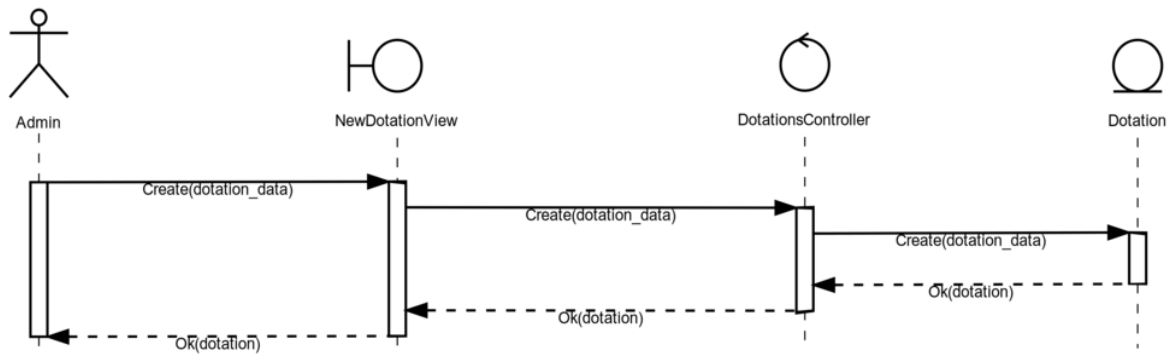 Admin
NewDotationView
DotationsController
Dotation
Create(dotation_data)
Create(dotation_data)
Create(dotation_data)
Ok(dotation)
Ok(dotation)
Ok(dotation)